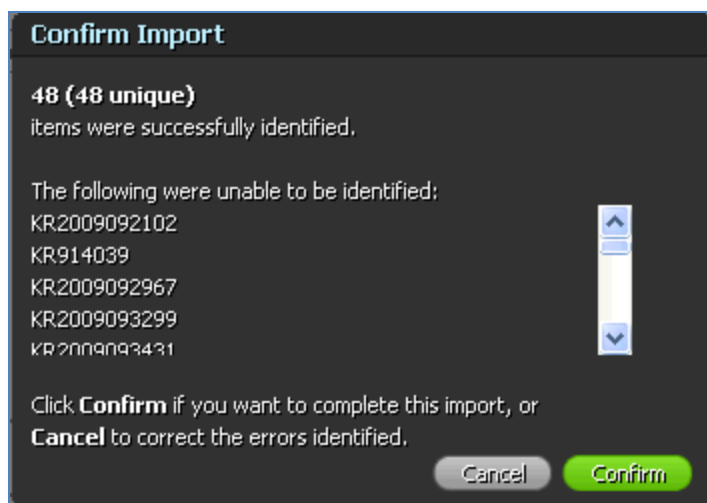 Confirm Import
48 (48 unique)
items were successfully identified.
The following were unable to be identified:
KR2009092102
KR914039
KR2009092967
KR2009093299
KR2009093431
Click Confirm if you want to complete this import, or
Cancel to correct the errors identified.
Cancel Confirm